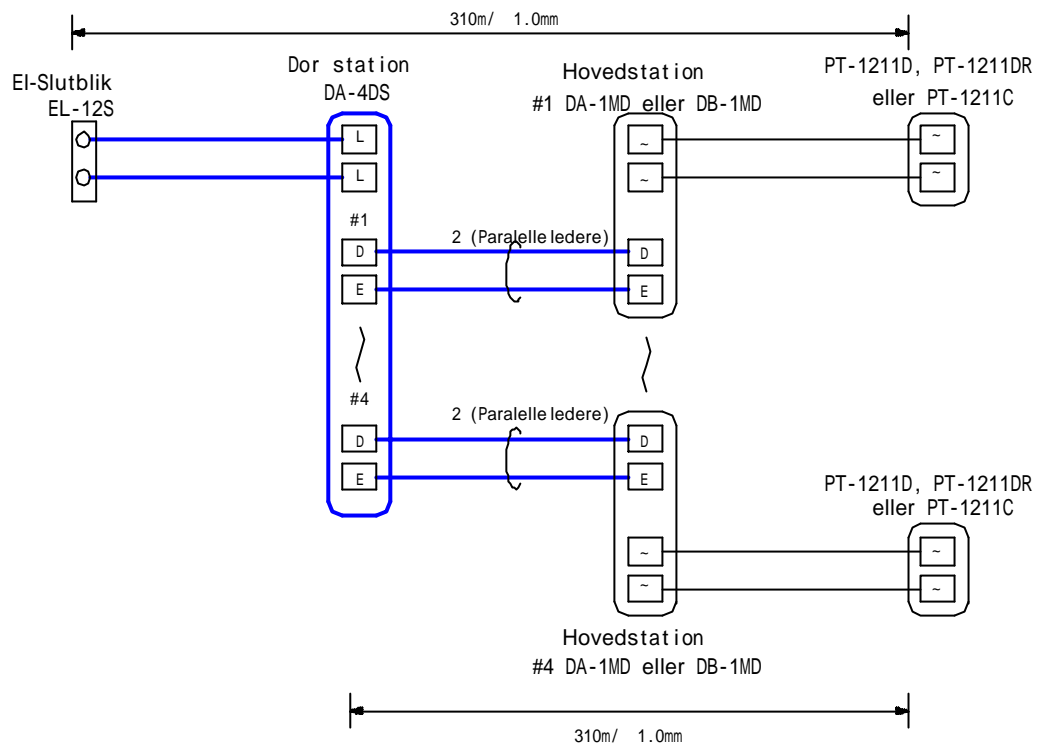 310m/ 1.0mm
El-Slutblik
EL-12S
Dor station
DA-4DS
Hovedstation
#1 DA-1MD eller DB-1MD
PT-1211D, PT-1211DR
eller PT-1211C
L
~
~
L
~
~
#1
2 (Paralelle ledere)
D
D
E
E
#4
2 (Paralelle ledere)
D
D
E
E
PT-1211D, PT-1211DR
eller PT-1211C
~
~
~
~
Hovedstation
#4 DA-1MD eller DB-1MD
310m/ 1.0mm